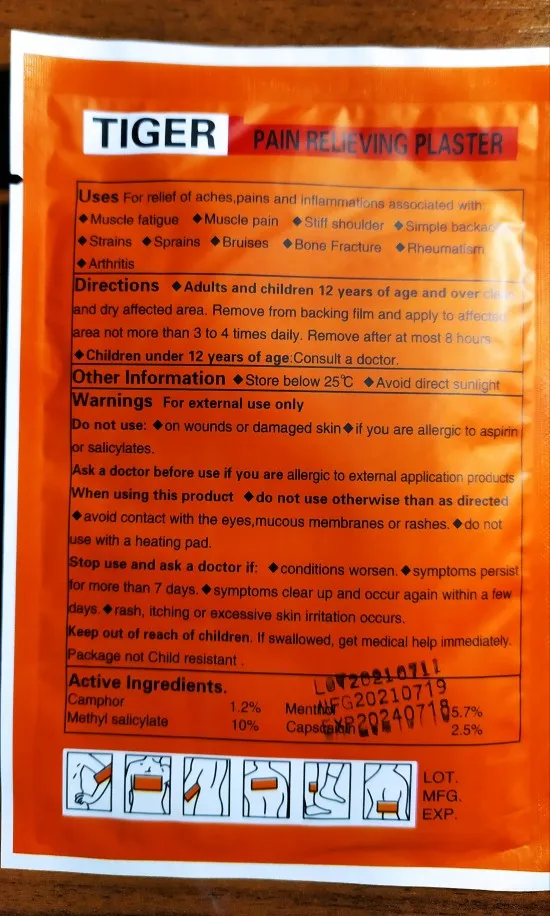 TIGER PAIN RELIEVING PLASTER
Uses For relief of aches,pains and inflammations associated with:
◆Muscle fatigue ◆Muscle pain ◆Stiff shoulder ◆Simple backac
◆Strains ◆Sprains ◆Bruises ◆Bone Fracture ◆Rheumatism
◆Arthritis
Directions ◆Adults and children 12 years of age and over clean
and dry affected area. Remove from backing film and apply to affected
area not more than 3 to 4 times daily. Remove after at most 8 hours.
◆Children under 12 years of age:Consult a doctor.
Other Information ◆Store below 25℃ ◆Avoid direct sunlight
Warnings For external use only
Do not use: ◆on wounds or damaged skin◆if you are allergic to aspirin
or salicylates.
Ask a doctor before use if you are allergic to external application products
When using this product ◆do not use otherwise than as directed
◆avoid contact with the eyes,mucous membranes or rashes. ◆do not
use with a heating pad.
Stop use and ask a doctor if: ◆conditions worsen. ◆symptoms persist
for more than 7 days. ◆symptoms clear up and occur again within a few
days. ◆rash, itching or excessive skin irritation occurs.
Keep out of reach of children. If swallowed, get medical help immediately.
Package not Child resistant .
Active Ingredients.
Camphor 1.2% Menthol 5.7%
Methyl salicylate 10% Capsicum 2.5%
LOT20210711
MFG20210719
EXP20240718
LOT.
MFG.
EXP.